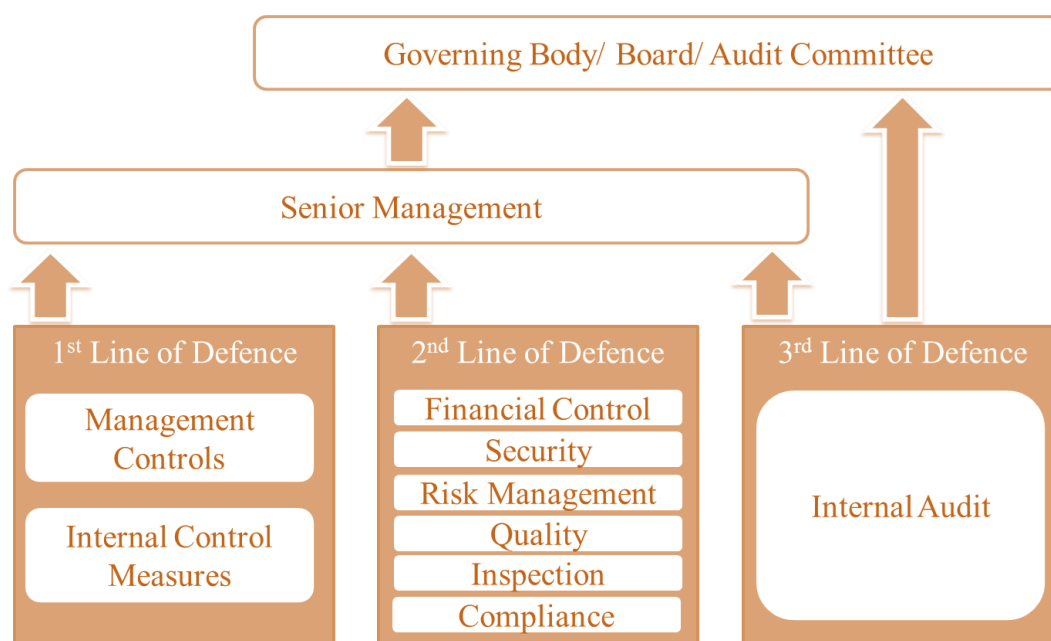 Governing Body/ Board/ Audit Committee
Senior Management
1st Line of Defence
Management
Controls
Internal Control
Measures
2nd Line of Defence
Financial Control
Security
Risk Management
Quality
Inspection
Compliance
3rd Line of Defence
Internal Audit